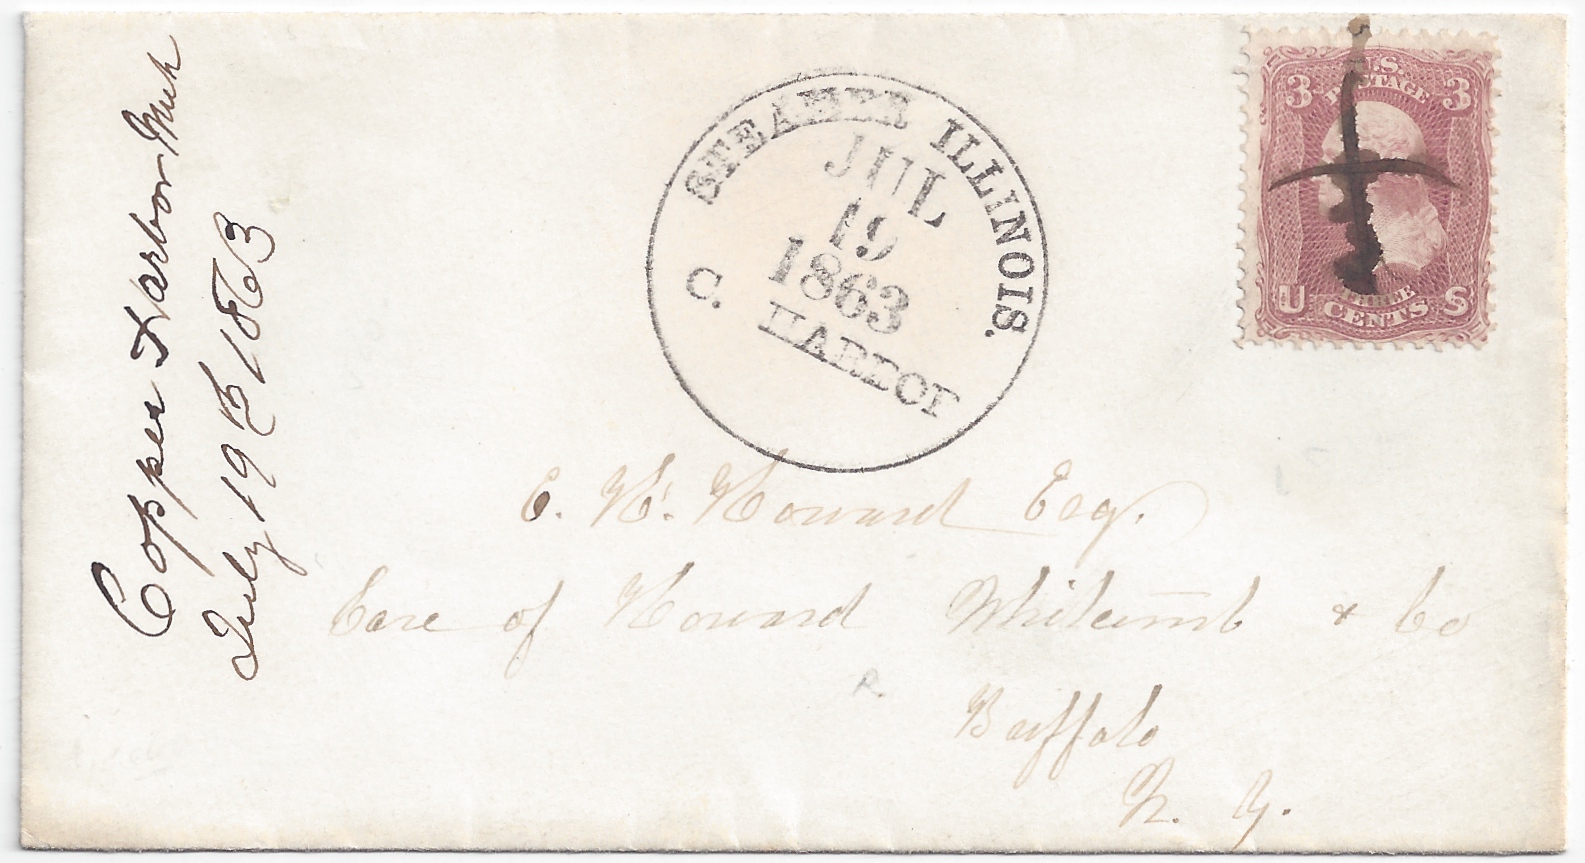 Copper Harbor Mich
July 19th 1863
STEAMER ILLINOIS.
JUL
19
1863
C. HARBOR
3 U.S. 3
POSTAGE
U THREE S
CENTS
C. H. Howard Esq.
Care of Howard Whitcomb & Co
R.
Buffalo
N. Y.